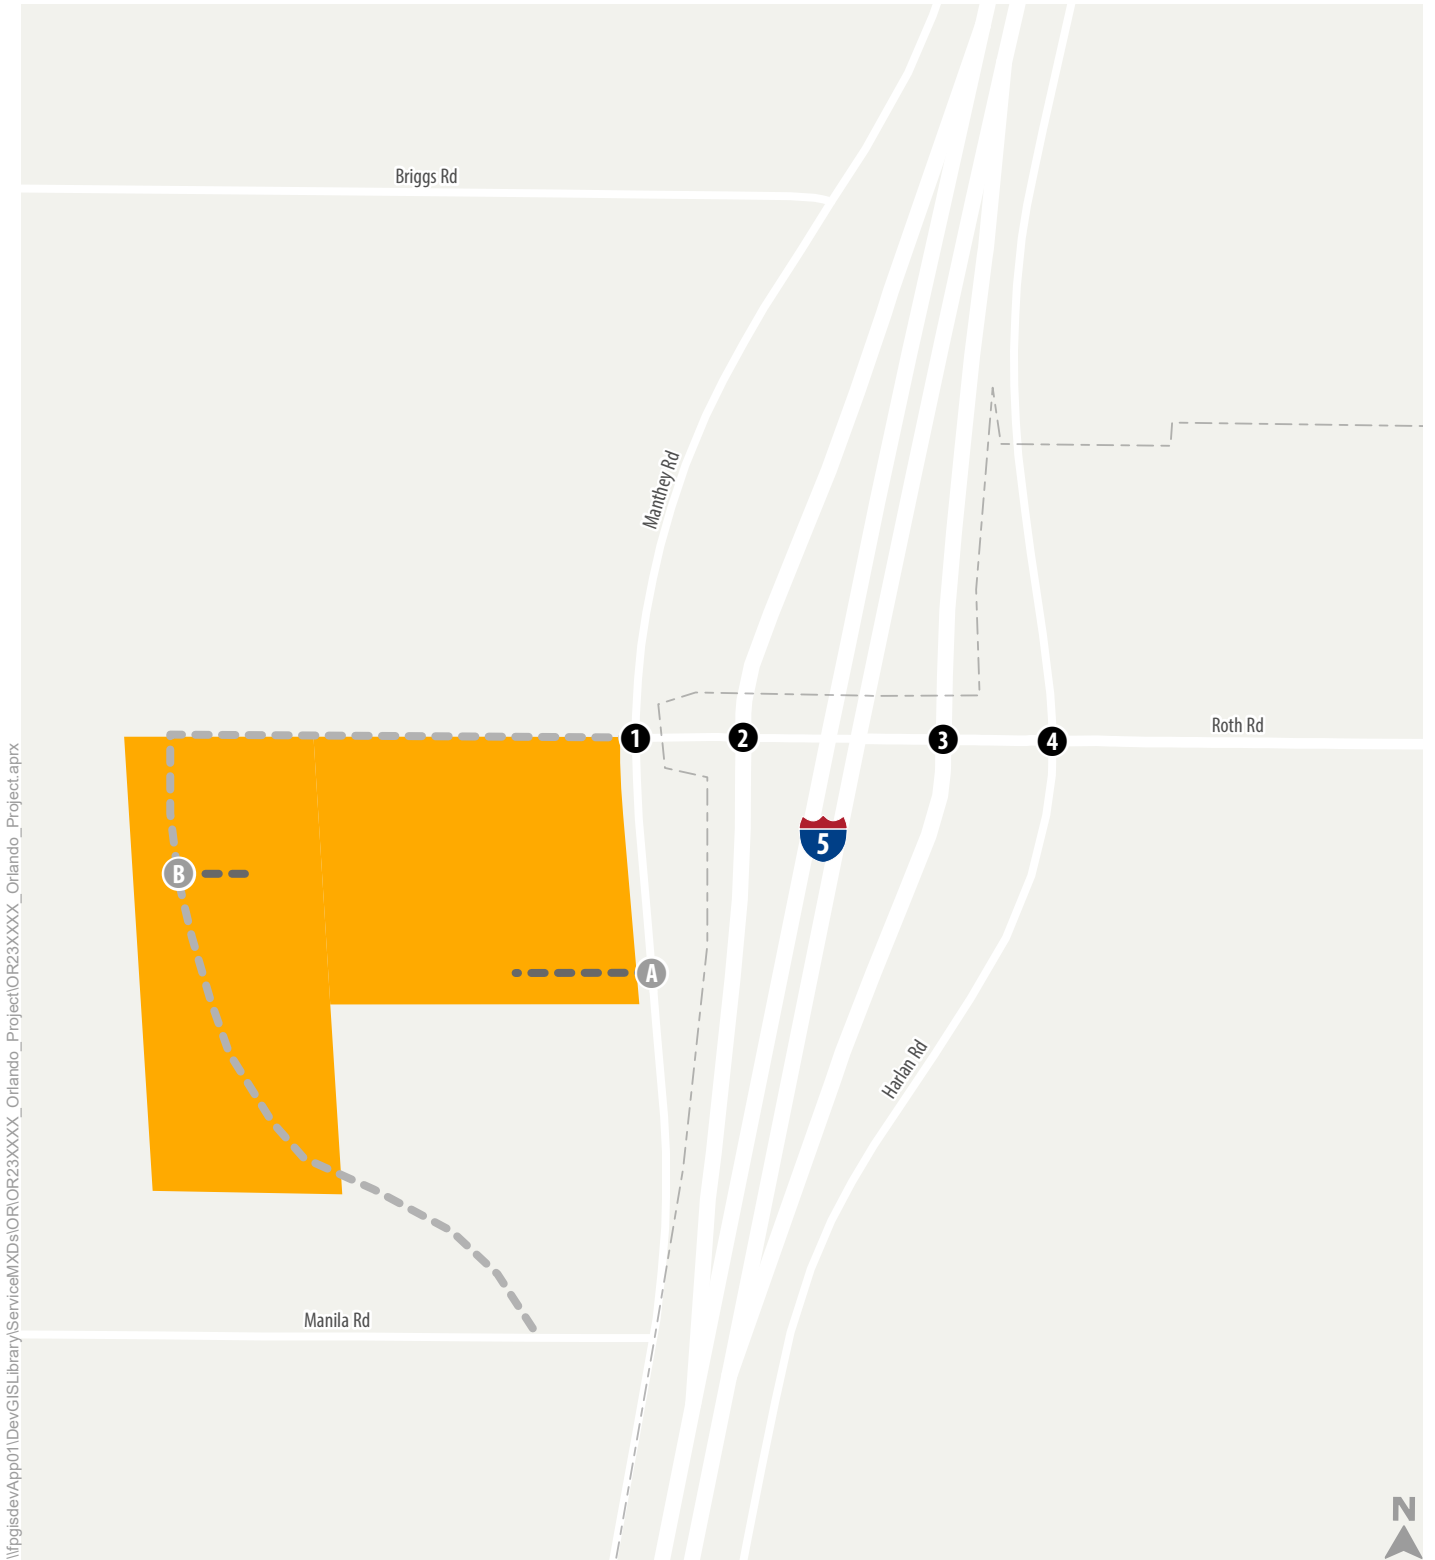 Briggs Rd
Manthey Rd
Roth Rd
1
2
3
4
5
B
A
Harlan Rd
Manila Rd
N
\\fpgisdevApp01\DevGISLibrary\ServiceMXDs\OR\OR23XXXX_Orlando_Project\OR23XXXX_Orlando_Project.aprx